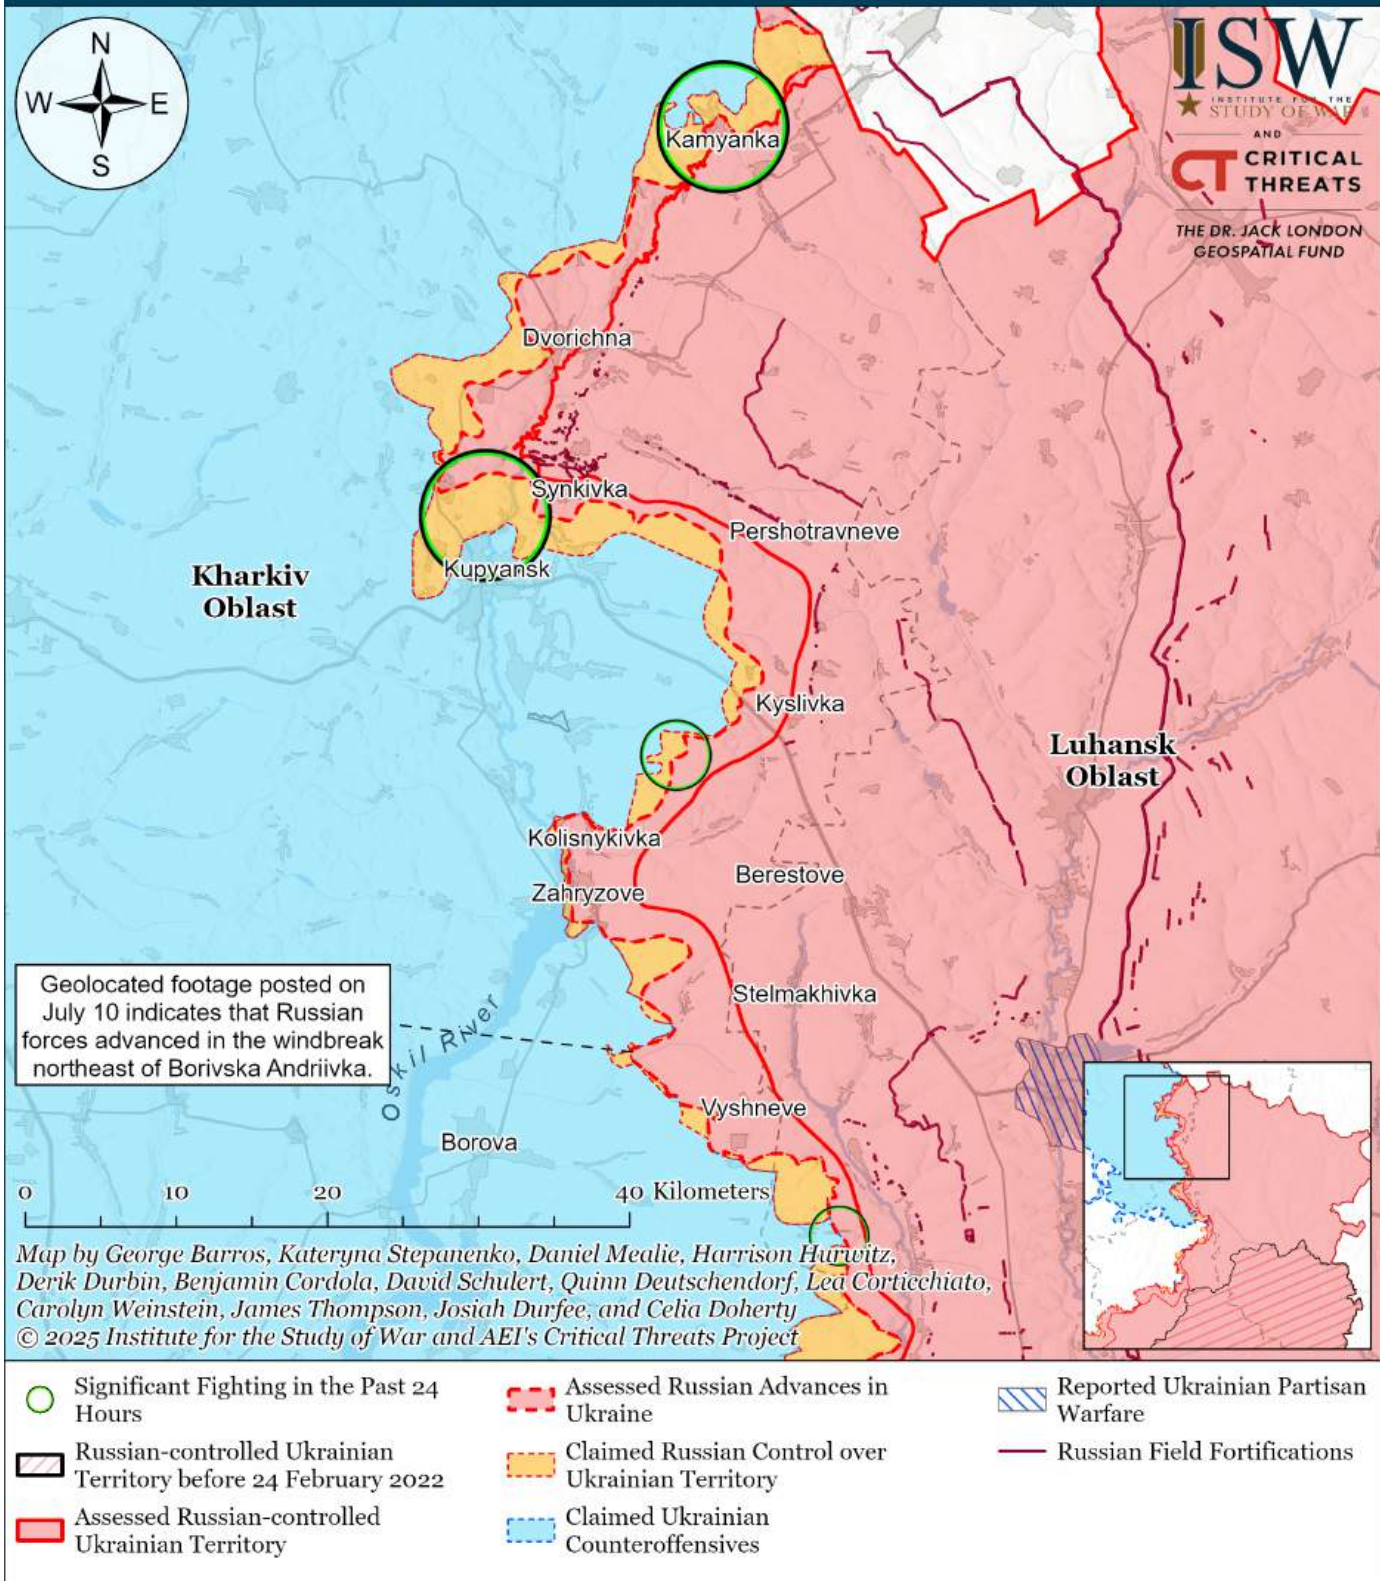 N
W
E
S
ISW
INSTITUTE FOR THE
STUDY OF WAR
AND
CT CRITICAL
THREATS
THE DR. JACK LONDON
GEOSPATIAL FUND
Kamyanka
Dvorichna
Synkivka
Pershotravneve
Kupyansk
Kharkiv
Oblast
Kyslivka
Luhansk
Oblast
Kolisnykivka
Berestove
Zahryzove
Stelmakhivka
Geolocated footage posted on
July 10 indicates that Russian
forces advanced in the windbreak
northeast of Borivska Andriivka.
Oskil River
Vyshneve
Borova
0 10 20 40 Kilometers
Map by George Barros, Kateryna Stepanenko, Daniel Mealie, Harrison Hurwitz,
Derik Durbin, Benjamin Cordola, David Schulert, Quinn Deutschendorf, Lea Corticchiato,
Carolyn Weinstein, James Thompson, Josiah Durfee, and Celia Doherty
© 2025 Institute for the Study of War and AEI's Critical Threats Project
Significant Fighting in the Past 24
Hours
Russian-controlled Ukrainian
Territory before 24 February 2022
Assessed Russian-controlled
Ukrainian Territory
Assessed Russian Advances in
Ukraine
Claimed Russian Control over
Ukrainian Territory
Claimed Ukrainian
Counteroffensives
Reported Ukrainian Partisan
Warfare
Russian Field Fortifications